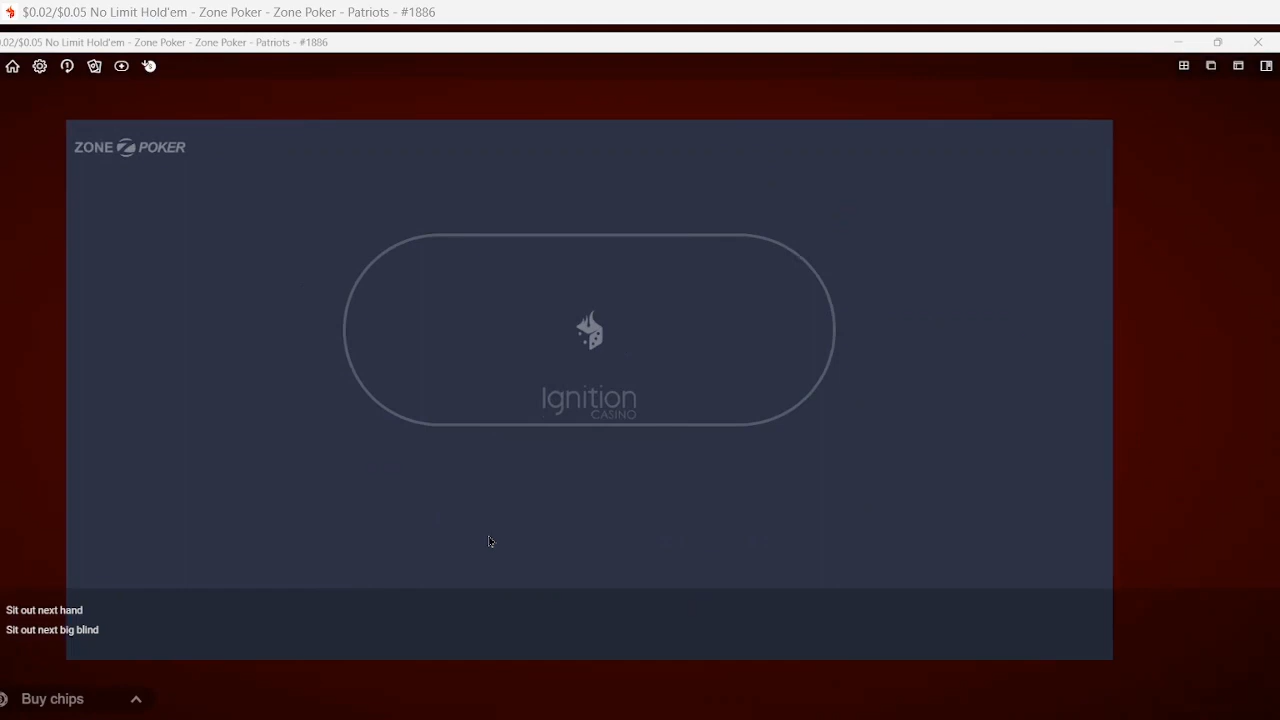 $0.02/$0.05 No Limit Hold'em - Zone Poker - Zone Poker - Patriots - #1886
.02/$0.05 No Limit Hold'em - Zone Poker - Zone Poker - Patriots - #1886
ZONE POKER
Ignition
CASINO
Sit out next hand
Sit out next big blind
Buy chips